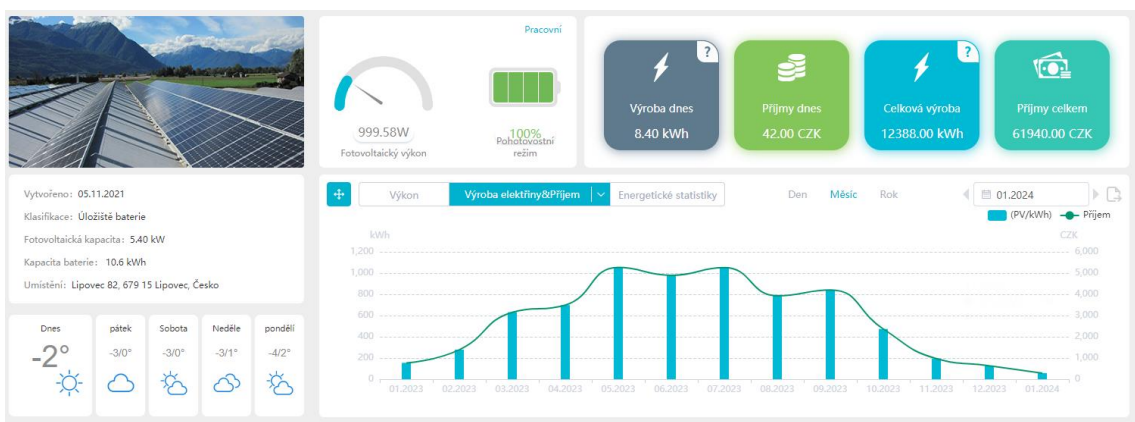 Pracovní
999.58W
Fotovoltaický výkon
100%
Pohotovostní
režim
?
Výroba dnes
8.40 kWh
Příjmy dnes
42.00 CZK
?
Celková výroba
12388.00 kWh
Příjmy celkem
61940.00 CZK
Vytvořeno: 05.11.2021
Klasifikace: Úložiště baterie
Fotovoltaická kapacita: 5.40 kW
Kapacita baterie: 10.6 kWh
Umístění: Lipovec 82, 679 15 Lipovec, Česko
Dnes
-2°
pátek
-3/0°
Sobota
-3/0°
Neděle
-3/1°
pondělí
-4/2°
Výkon Výroba elektřiny&Příjem Energetické statistiky Den Měsíc Rok 01.2024
(PV/kWh) Příjem
kWh CZK
1,200 6,000
1,000 5,000
800 4,000
600 3,000
400 2,000
200 1,000
0 0
01.2023 02.2023 03.2023 04.2023 05.2023 06.2023 07.2023 08.2023 09.2023 10.2023 11.2023 12.2023 01.2024